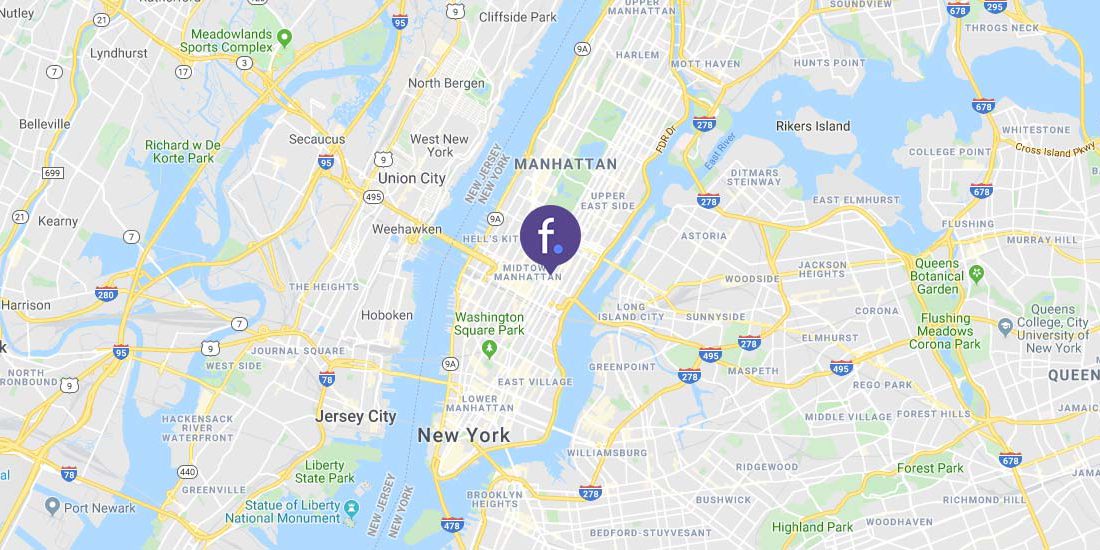 Nutley
Cliffside Park
UPPER
MANHATTAN
SOUNDVIEW
278
295
THROGS NECK
9
95
Lyndhurst
Meadowlands
Sports Complex
3
17
7
9A
HARLEM
MOTT HAVEN
HUNTS POINT
North Bergen
678
Belleville
Secaucus
West New
York
278
Rikers Island
WHITESTONE
Richard w De
Korte Park
95
9
FDR Dr
East River
COLLEGE POINT
Cross Island Pkwy
699
Union City
NEW JERSEY
NEW YORK
MANHATTAN
DITMARS
STEINWAY
678
21
Kearny
495
9A
UPPER
EAST SIDE
278
EAST ELMHURST
FLUSHING
7
Weehawken
HELL'S KIT
f
ASTORIA
MURRAY HILL
MIDTOW
MANHATTAN
WOODSIDE
JACKSON
HEIGHTS
Queens
Botanical
Garden
280
THE HEIGHTS
Harrison
Hoboken
Washington
Square Park
LONG
ISLAND CITY
SUNNYSIDE
CORONA
Flushing
Meadows
Corona Park
Queens
College, City
University of
New York
21
7
k
95
9
JOURNAL SQUARE
9A
278
495
ELMHURST
NORTH
IRONBOUND
9
WEST SIDE
78
EAST VILLAGE
GREENPOINT
278
MASPETH
495
REGO PARK
QUEEN
LOWER
MANHATTAN
HACKENSACK
RIVER
WATERFRONT
Jersey City
New York
MIDDLE VILLAGE
FOREST HILLS
JAMAIC
WILLIAMSBURG
678
78
440
Liberty
State Park
RIDGEWOOD
Forest Park
JAMA
al
GREENVILLE
278
BUSHWICK
RICHMOND HILL
Port Newark
Statue of Liberty
National Monument
NEW JERSEY
NEW YORK
BROOKLYN
HEIGHTS
478
BEDFORD-STUYVESANT
Highland Park
WOODHAVEN